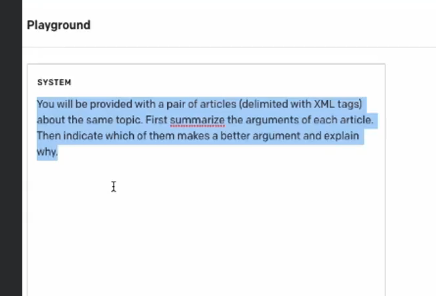 Playground
SYSTEM
You will be provided with a pair of articles (delimited with XML tags)
about the same topic. First summarize the arguments of each article.
Then indicate which of them makes a better argument and explain
why.